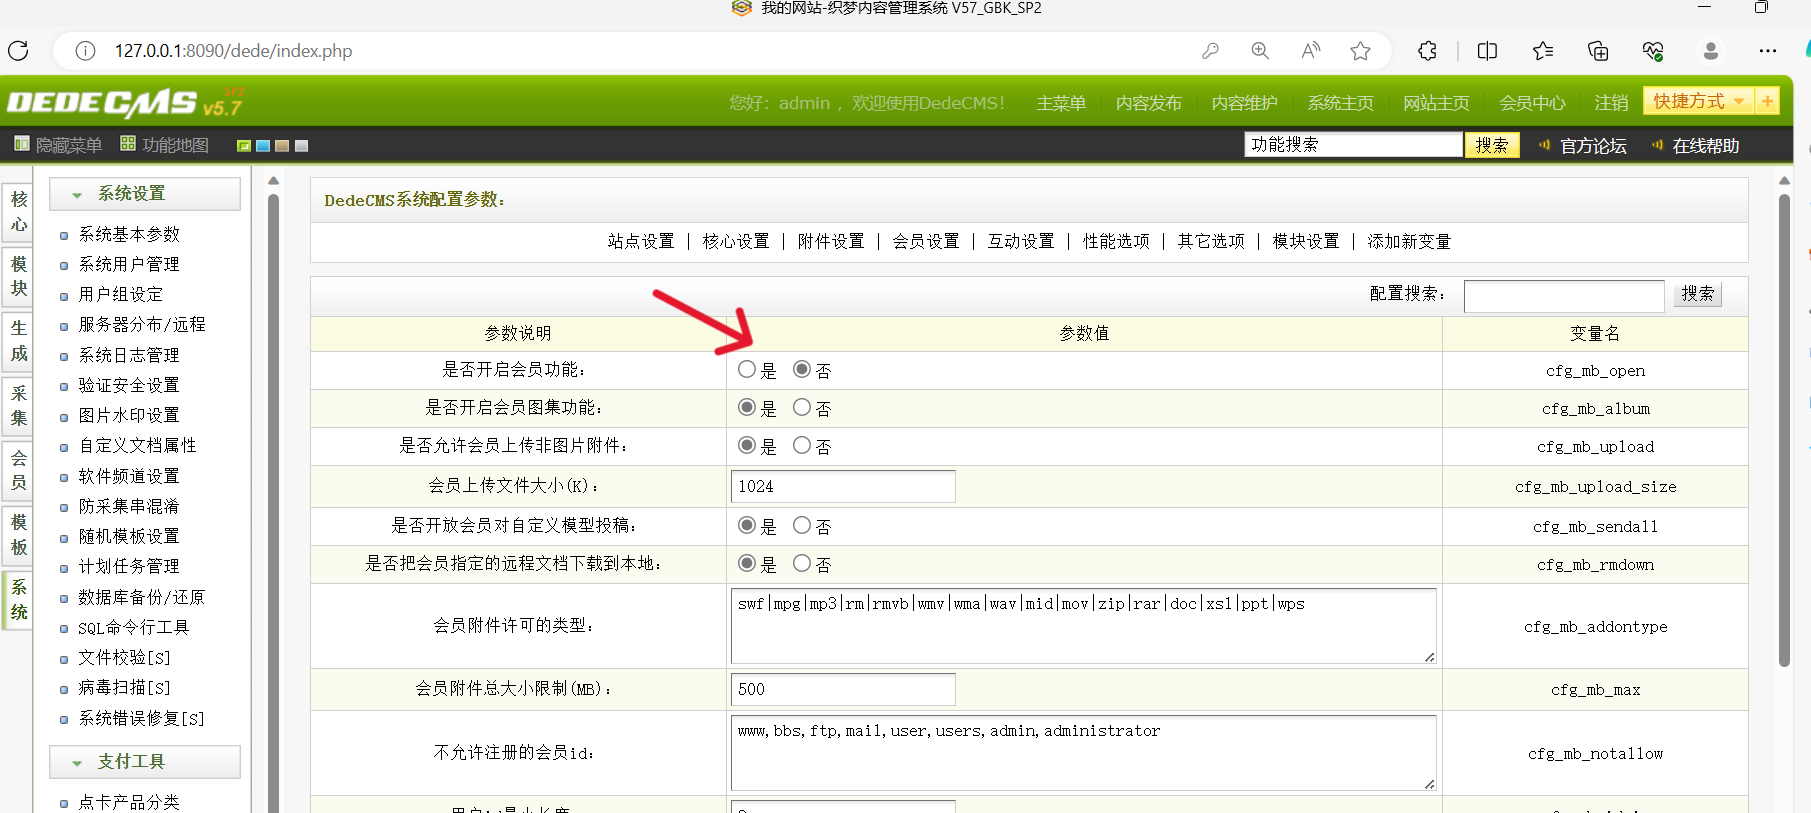 我的网站-织梦内容管理系统 V57_GBK_SP2
127.0.0.1:8090/dede/index.php
DEDECMS v5.7 SP2
您好：admin ，欢迎使用DedeCMS！ 主菜单 内容发布 内容维护 系统主页 网站主页 会员中心 注销 快捷方式 +
隐藏菜单 功能地图 功能搜索 搜索 官方论坛 在线帮助
核心
模块
生成
采集
会员
模板
系统
系统设置
系统基本参数
系统用户管理
用户组设定
服务器分布/远程
系统日志管理
验证安全设置
图片水印设置
自定义文档属性
软件频道设置
防采集串混淆
随机模板设置
计划任务管理
数据库备份/还原
SQL命令行工具
文件校验[S]
病毒扫描[S]
系统错误修复[S]
支付工具
点卡产品分类
DedeCMS系统配置参数：
站点设置 | 核心设置 | 附件设置 | 会员设置 | 互动设置 | 性能选项 | 其它选项 | 模块设置 | 添加新变量
配置搜索： 搜索
参数说明 参数值 变量名
是否开启会员功能： 是 否 cfg_mb_open
是否开启会员图集功能： 是 否 cfg_mb_album
是否允许会员上传非图片附件： 是 否 cfg_mb_upload
会员上传文件大小(K)： 1024 cfg_mb_upload_size
是否开放会员对自定义模型投稿： 是 否 cfg_mb_sendall
是否把会员指定的远程文档下载到本地： 是 否 cfg_mb_rmdown
会员附件许可的类型： swf|mpg|mp3|rm|rmvb|wmv|wma|wav|mid|mov|zip|rar|doc|xsl|ppt|wps cfg_mb_addontype
会员附件总大小限制(MB)： 500 cfg_mb_max
不允许注册的会员id： www,bbs,ftp,mail,user,users,admin,administrator cfg_mb_notallow